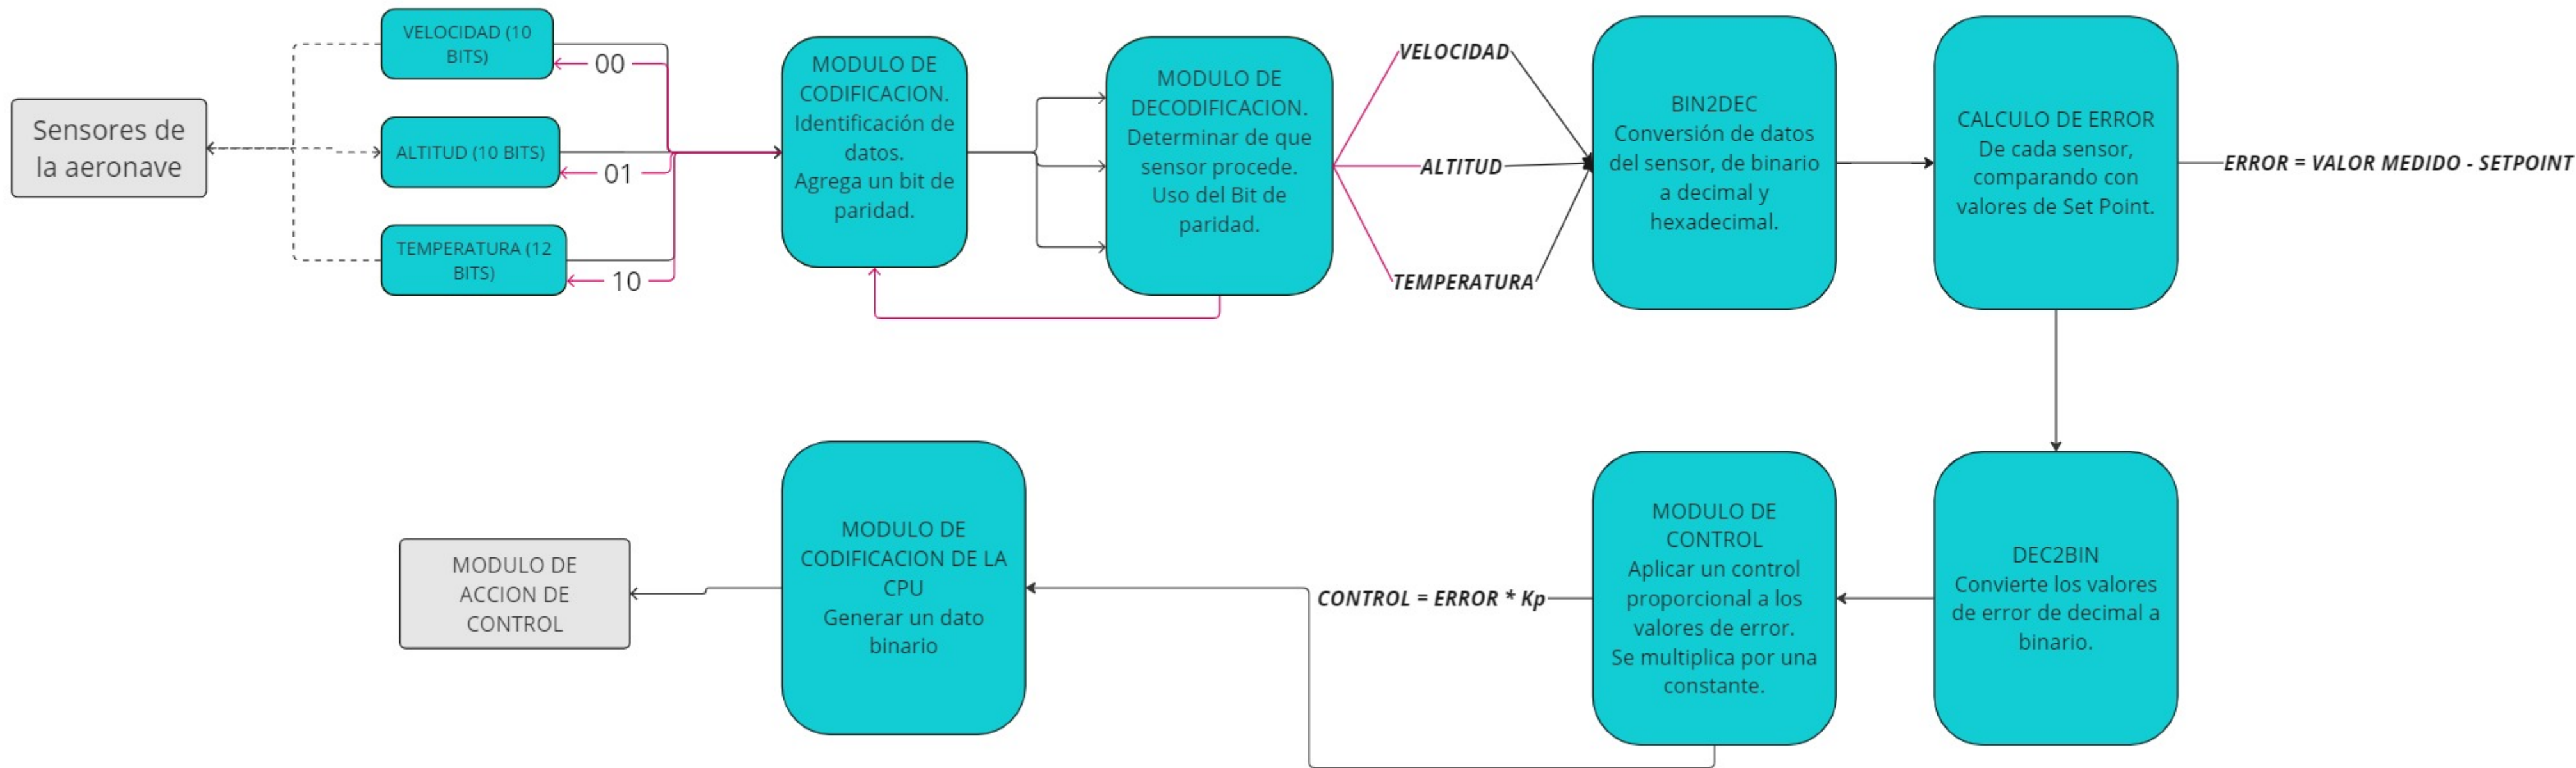 VELOCIDAD (10
BITS)
00
Sensores de
la aeronave
ALTITUD (10 BITS)
01
TEMPERATURA (12
BITS)
10
MODULO DE
CODIFICACION.
Identificación de
datos.
Agrega un bit de
paridad.
MODULO DE
DECODIFICACION.
Determinar de que
sensor procede.
Uso del Bit de
paridad.
VELOCIDAD
ALTITUD
TEMPERATURA
BIN2DEC
Conversión de datos
del sensor, de binario
a decimal y
hexadecimal.
CALCULO DE ERROR
De cada sensor,
comparando con
valores de Set Point.
ERROR = VALOR MEDIDO - SETPOINT
DEC2BIN
Convierte los valores
de error de decimal a
binario.
MODULO DE
CONTROL
Aplicar un control
proporcional a los
valores de error.
Se multiplica por una
constante.
CONTROL = ERROR * Kp
MODULO DE
CODIFICACION DE LA
CPU
Generar un dato
binario
MODULO DE
ACCION DE
CONTROL